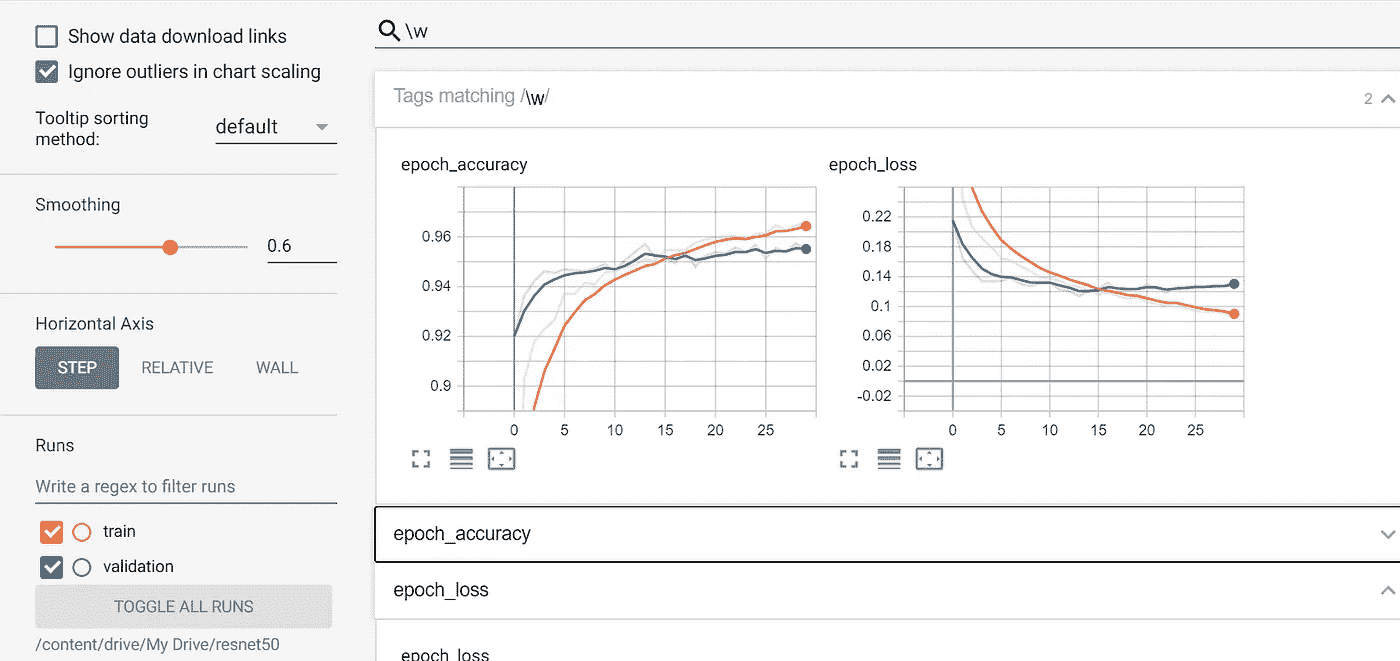 Show data download links
Ignore outliers in chart scaling
Tooltip sorting
method:
default
Smoothing
0.6
Horizontal Axis
STEP
RELATIVE
WALL
Runs
Write a regex to filter runs
train
validation
TOGGLE ALL RUNS
/content/drive/My Drive/resnet50
\w
Tags matching /\w/
2
epoch_accuracy
0.96
0.94
0.92
0.9
0 5 10 15 20 25
epoch_loss
0.22
0.18
0.14
0.1
0.06
0.02
-0.02
0 5 10 15 20 25
epoch_accuracy
epoch_loss
epoch_loss